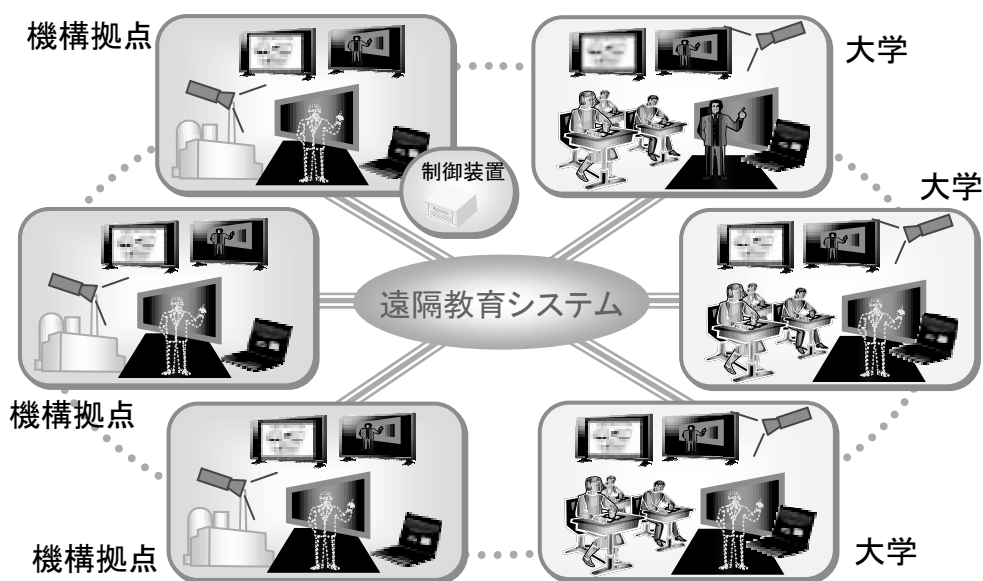 機構拠点
大学
制御装置
大学
遠隔教育システム
機構拠点
機構拠点
大学